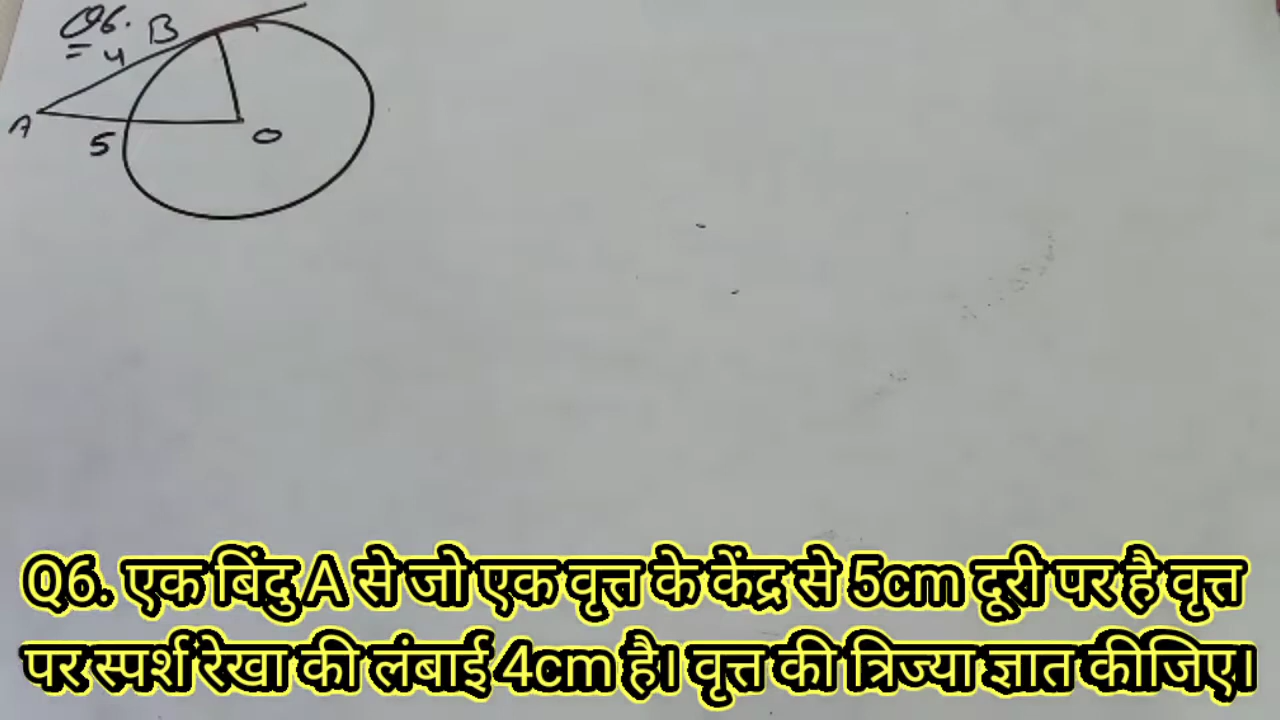 Q6.
= 4 B
A
5
O
Q6. एक बिंदु A से जो एक वृत्त के केंद्र से 5cm दूरी पर है वृत्त
पर स्पर्श रेखा की लंबाई 4cm है। वृत्त की त्रिज्या ज्ञात कीजिए।